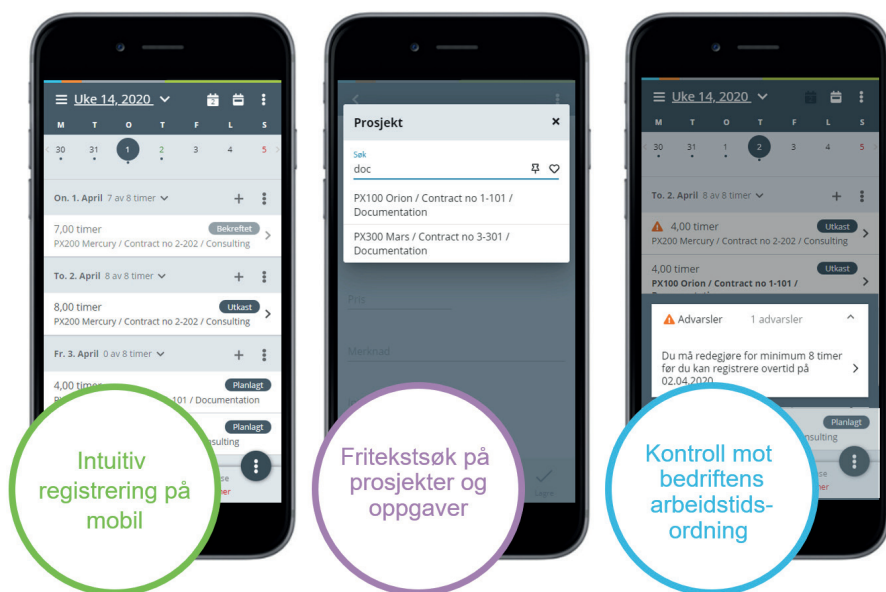 Uke 14, 2020
M T O T F L S
30 31 1 2 3 4 5
On. 1. April 7 av 8 timer
7,00 timer Bekreftet
PX200 Mercury / Contract no 2-202 / Consulting
To. 2. April 8 av 8 timer
8,00 timer Utkast
PX200 Mercury / Contract no 2-202 / Consulting
Fr. 3. April 0 av 8 timer
4,00 timer Planlagt
101 / Documentation
Planlagt
Intuitiv
registrering på
mobil
Prosjekt
Søk
doc
PX100 Orion / Contract no 1-101 /
Documentation
PX300 Mars / Contract no 3-301 /
Documentation
Pris
Merknad
Lagre
Fritekstsøk på
prosjekter og
oppgaver
Uke 14, 2020
M T O T F L S
30 31 1 2 3 4 5
To. 2. April 8 av 8 timer
4,00 timer Utkast
PX200 Mercury / Contract no 2-202 / Consulting
4,00 timer Utkast
PX100 Orion / Contract no 1-101 /
Advarsler 1 advarsler
Du må redegjøre for minimum 8 timer
før du kan registrere overtid på
02.04.2020
Planlagt
Kontroll mot
bedriftens
arbeidstids-
ordning